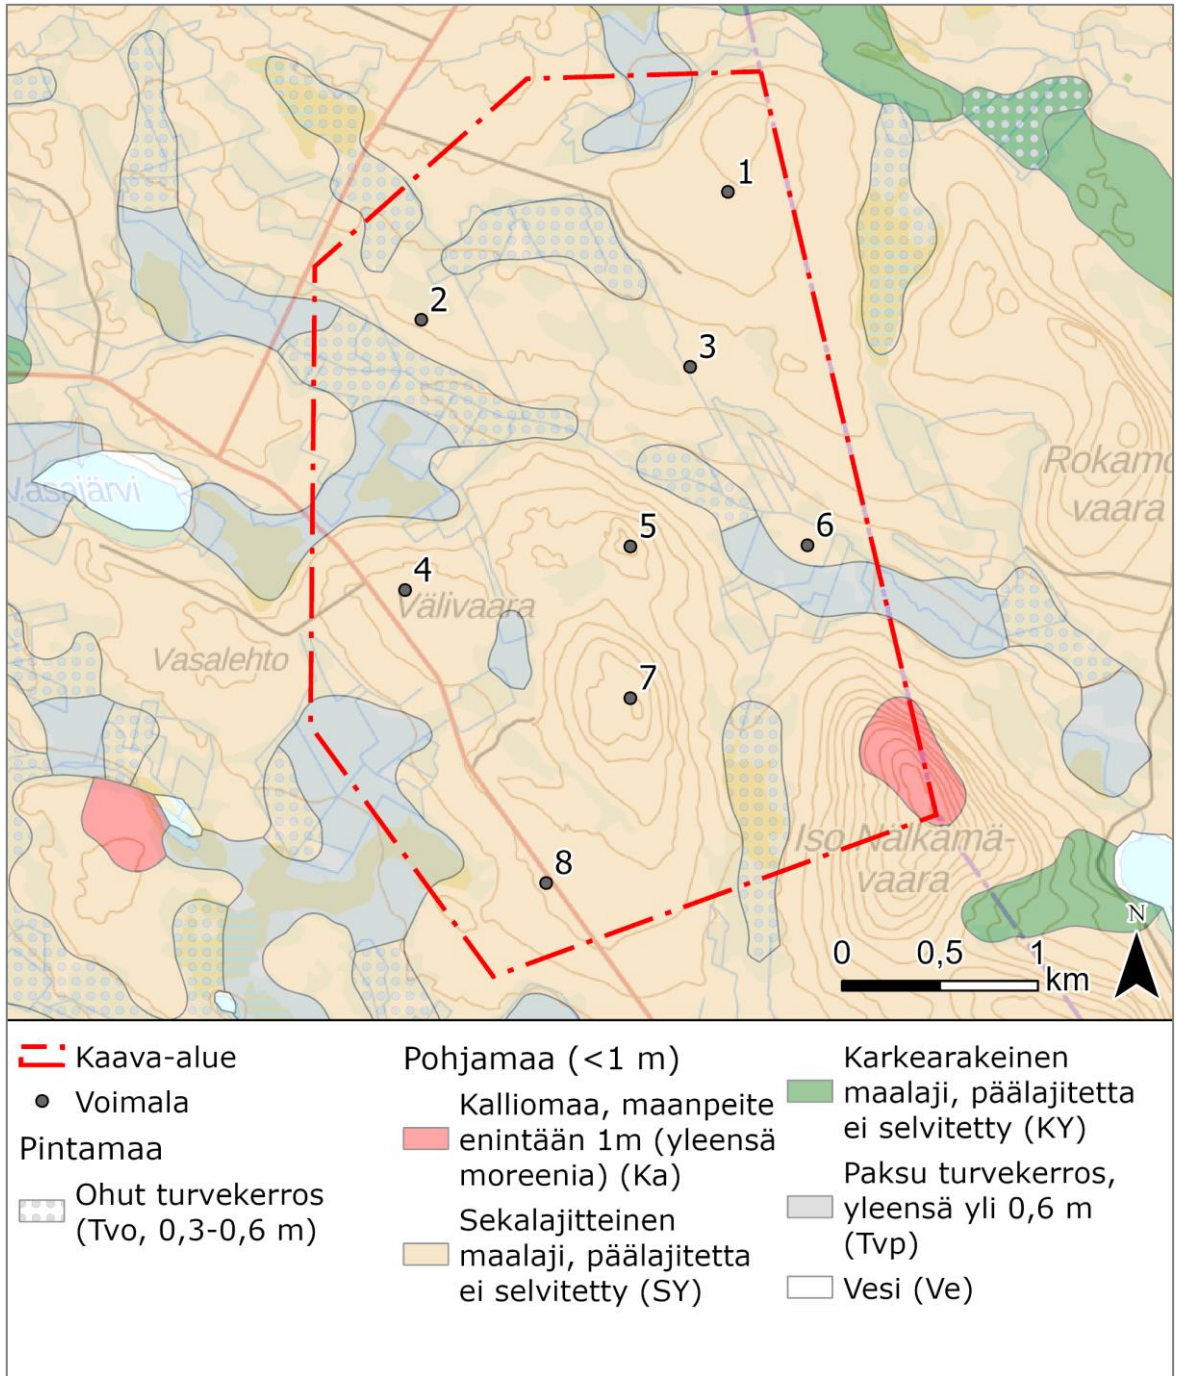 1
2
3
Rokamo
vaara
Vasajärvi
5
6
4
Välivaara
Vasalehto
7
Iso Nälkämä-
vaara
8
N
0 0,5 1
km
Kaava-alue
Voimala
Pintamaa
Ohut turvekerros
(Tvo, 0,3-0,6 m)
Pohjamaa (<1 m)
Kalliomaa, maanpeite
enintään 1m (yleensä
moreenia) (Ka)
Sekalajitteinen
maalaji, päälajitetta
ei selvitetty (SY)
Karkearakeinen
maalaji, päälajitetta
ei selvitetty (KY)
Paksu turvekerros,
yleensä yli 0,6 m
(Tvp)
Vesi (Ve)